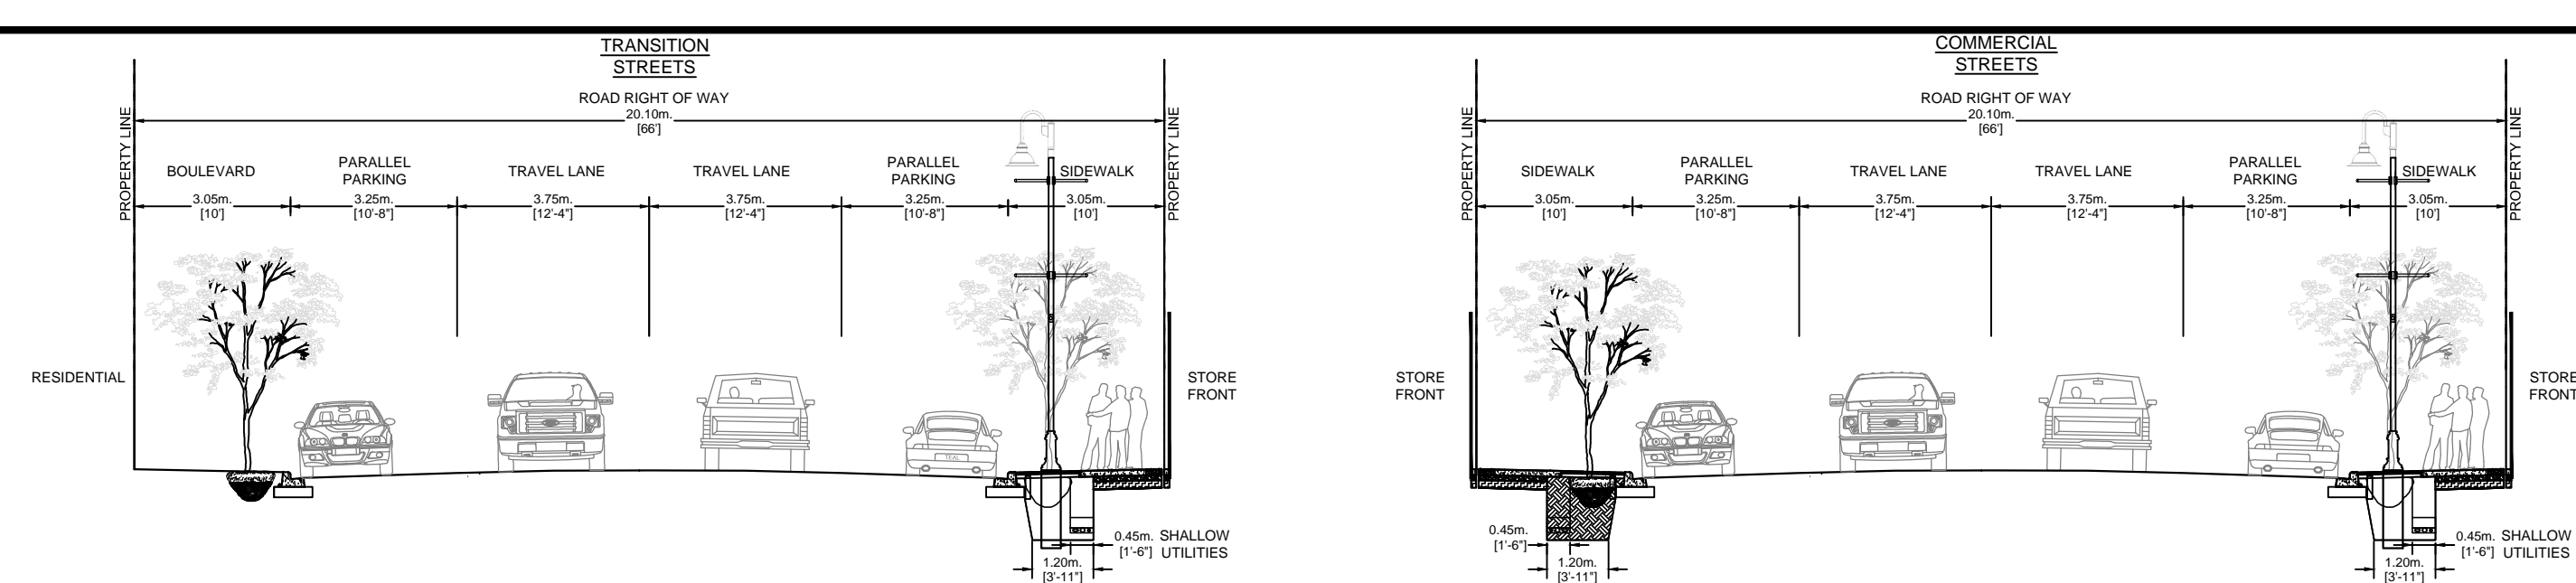 TRANSITION
STREETS
ROAD RIGHT OF WAY
20.10m.
[66']
PROPERTY LINE
BOULEVARD
3.05m.
[10']
PARALLEL
PARKING
3.25m.
[10'-8"]
TRAVEL LANE
3.75m.
[12'-4"]
TRAVEL LANE
3.75m.
[12'-4"]
PARALLEL
PARKING
3.25m.
[10'-8"]
SIDEWALK
3.05m.
[10']
PROPERTY LINE
RESIDENTIAL
TEAL
STORE
FRONT
0.45m. SHALLOW
[1'-6"] UTILITIES
1.20m.
[3'-11"]
COMMERCIAL
STREETS
ROAD RIGHT OF WAY
20.10m.
[66']
PROPERTY LINE
SIDEWALK
3.05m.
[10']
PARALLEL
PARKING
3.25m.
[10'-8"]
TRAVEL LANE
3.75m.
[12'-4"]
TRAVEL LANE
3.75m.
[12'-4"]
PARALLEL
PARKING
3.25m.
[10'-8"]
SIDEWALK
3.05m.
[10']
PROPERTY LINE
STORE
FRONT
STORE
FRONT
0.45m.
[1'-6"]
1.20m.
[3'-11"]
0.45m. SHALLOW
[1'-6"] UTILITIES
1.20m.
[3'-11"]